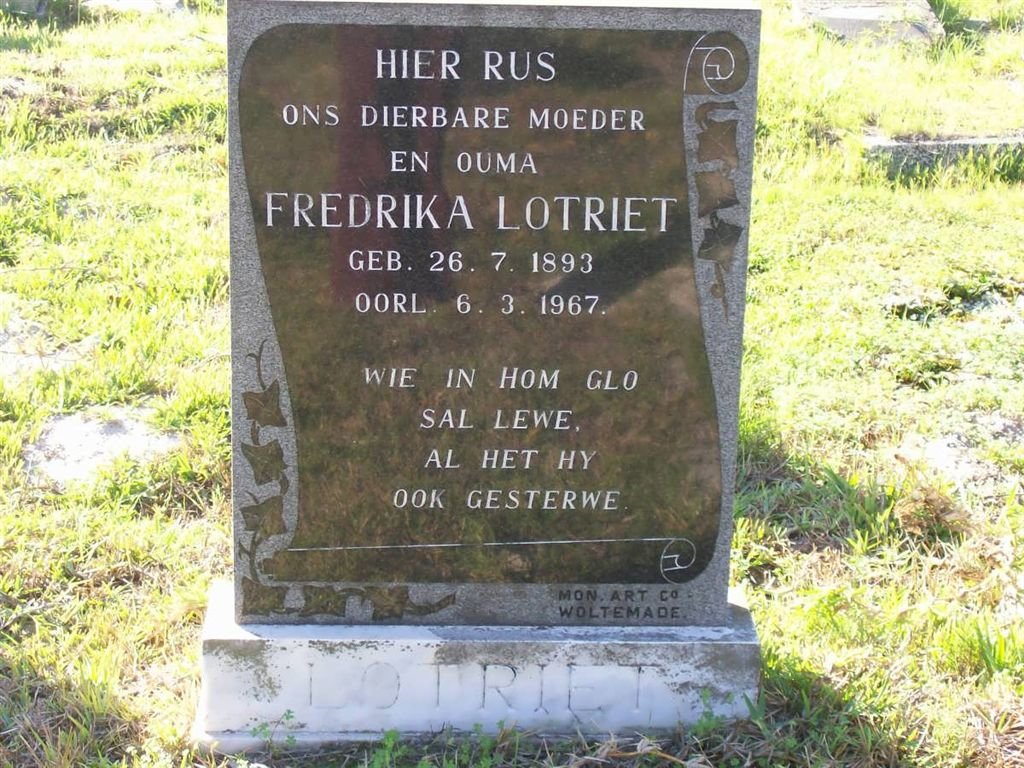 HIER RUS
ONS DIERBARE MOEDER
EN OUMA
FREDRIKA LOTRIET
GEB. 26. 7. 1893
OORL. 6. 3. 1967.
WIE IN HOM GLO
SAL LEWE,
AL HET HY
OOK GESTERWE.
MON. ART CO.
WOLTEMADE.
LOTRIET